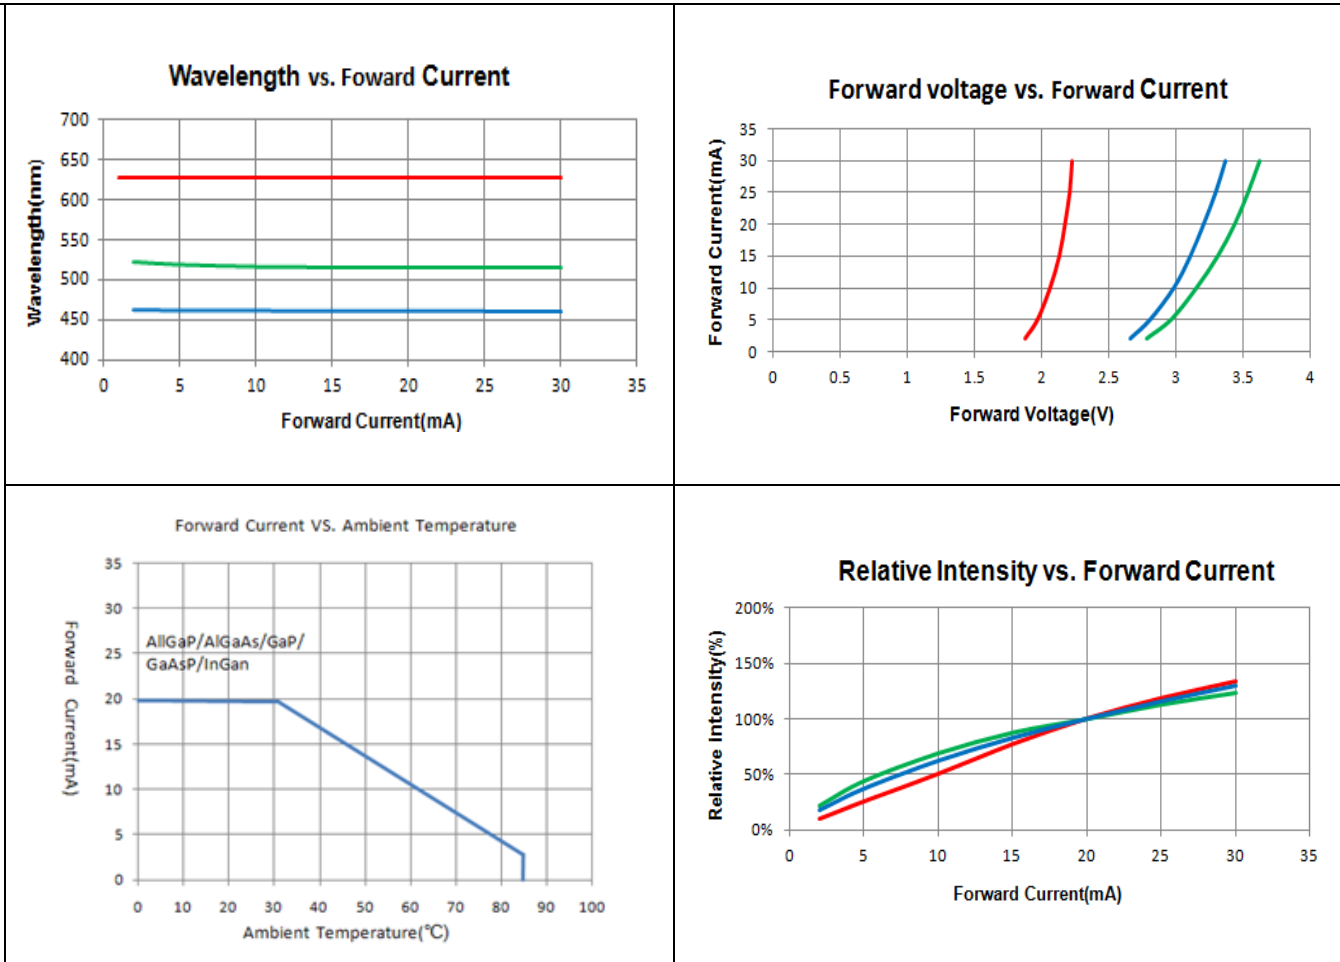 Wavelength vs. Foward Current
700
650
600
550
500
450
400
Wavelength(nm)
0 5 10 15 20 25 30 35
Forward Current(mA)
Forward voltage vs. Forward Current
35
30
25
20
15
10
5
0
Forward Current(mA)
0 0.5 1 1.5 2 2.5 3 3.5 4
Forward Voltage(V)
Forward Current VS. Ambient Temperature
35
30
25
20
15
10
5
0
Forward Current(mA)
AllGaP/AlGaAs/GaP/
GaAsP/InGan
0 10 20 30 40 50 60 70 80 90 100
Ambient Temperature(℃)
Relative Intensity vs. Forward Current
200%
150%
100%
50%
0%
Relative Intensity(%)
0 5 10 15 20 25 30 35
Forward Current(mA)